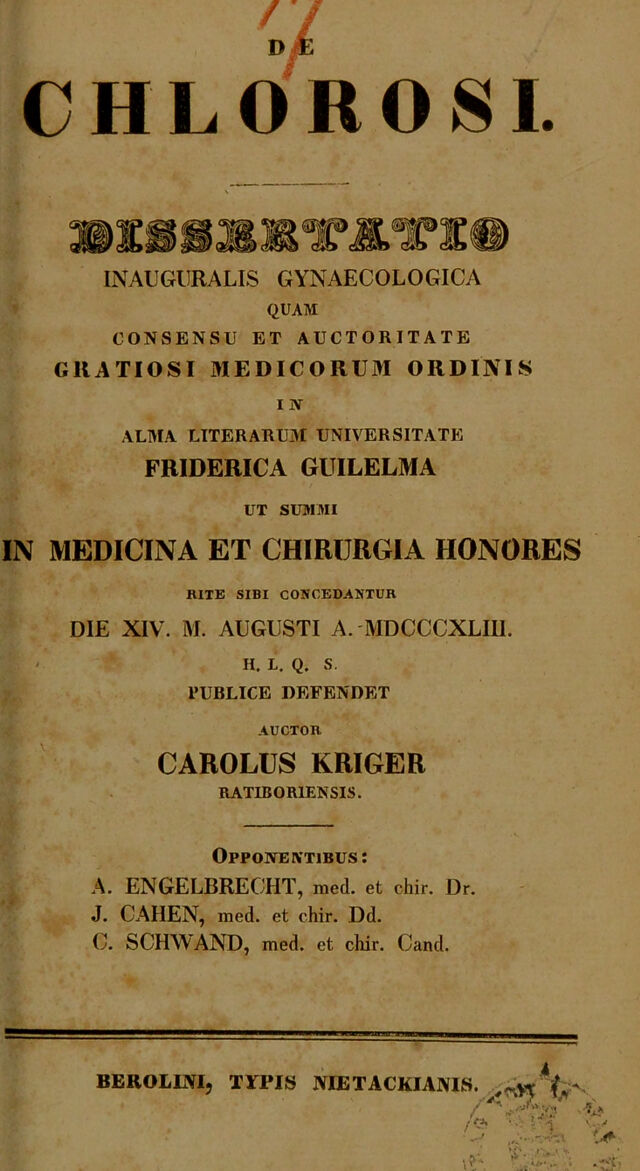 DE
CHLOROSI.
DISSERTATIO
INAUGURALIS GYNAECOLOGICA
QUAM
CONSENSU ET AUCTORITATE
GRATIOSI MEDICORUM ORDINIS
IN
ALMA LITERARUM UNIVERSITATE
FRIDERICA GUILELMA
UT SUMMI
IN MEDICINA ET CHIRURGIA HONORES
RITE SIBI CONCEDANTUR
DIE XIV. M. AUGUSTI A. MDCCCXLIII.
H. L. Q. S.
PUBLICE DEFENDET
AUCTOR
CAROLUS KRIGER
RATIBORIENSIS.
OPPONENTIBUS:
A. ENGELBRECHT, med. et chir. Dr.
J. CAHEN, med. et chir. Dd.
C. SCHWAND, med. et chir. Cand.
BEROLINI, TYPIS NIETACKIANIS.